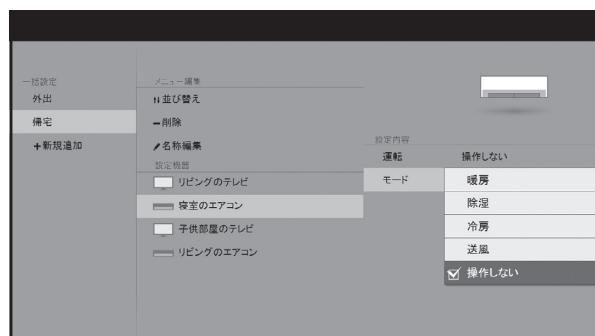 一括設定
外出
帰宅
+新規追加
メニュー編集
並び替え
削除
名称編集
設定機器
リビングのテレビ
寝室のエアコン
子供部屋のテレビ
リビングのエアコン
設定内容
運転 操作しない
モード
暖房
除湿
冷房
送風
操作しない